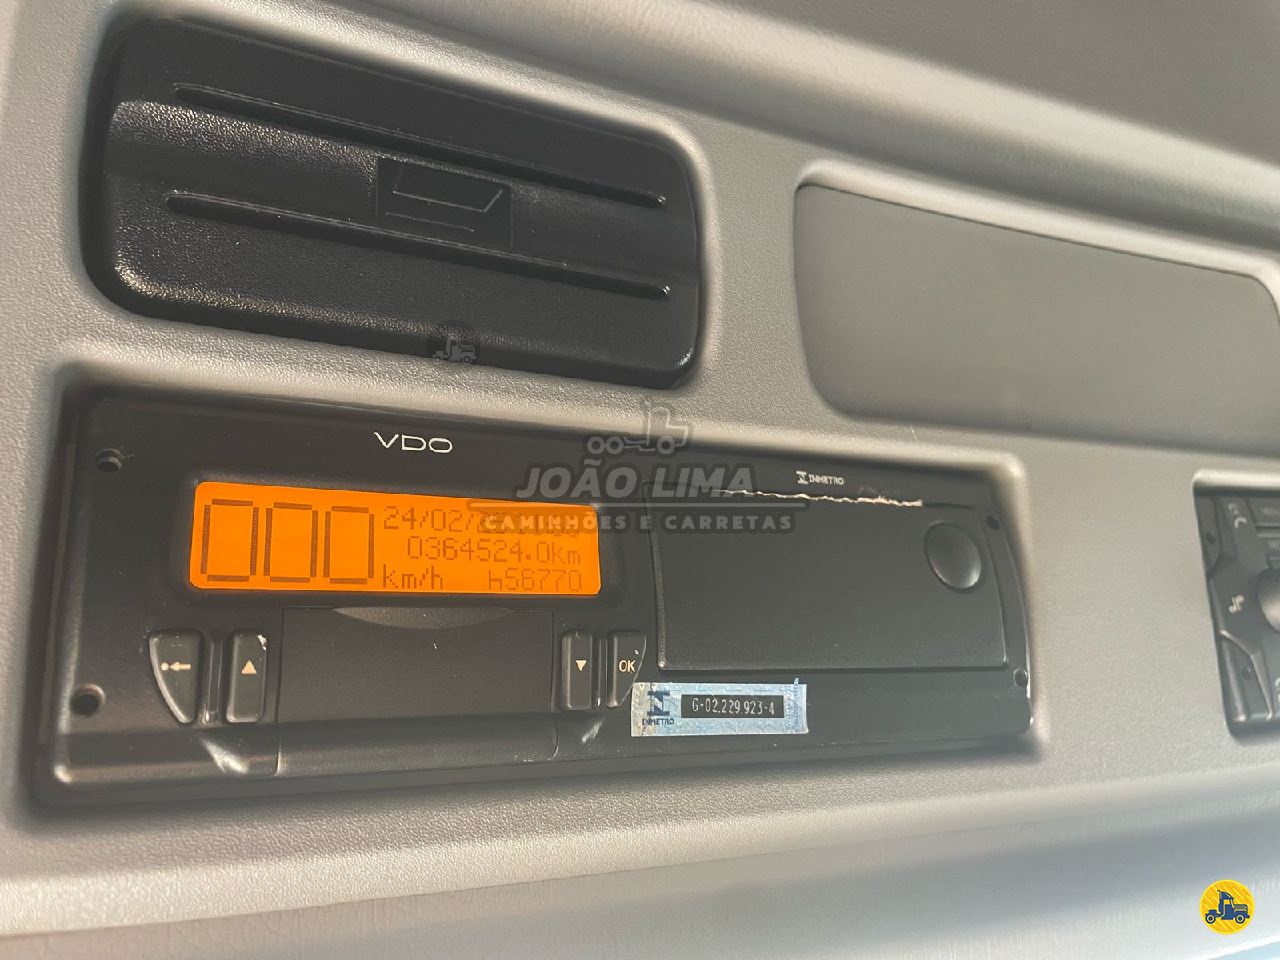 VDO
INMETRO
JOÃO LIMA
CAMINHÕES E CARRETAS
000
24/02/
0364524.0km
km/h
h56770
OK
INMETRO
G-02.229.923-4